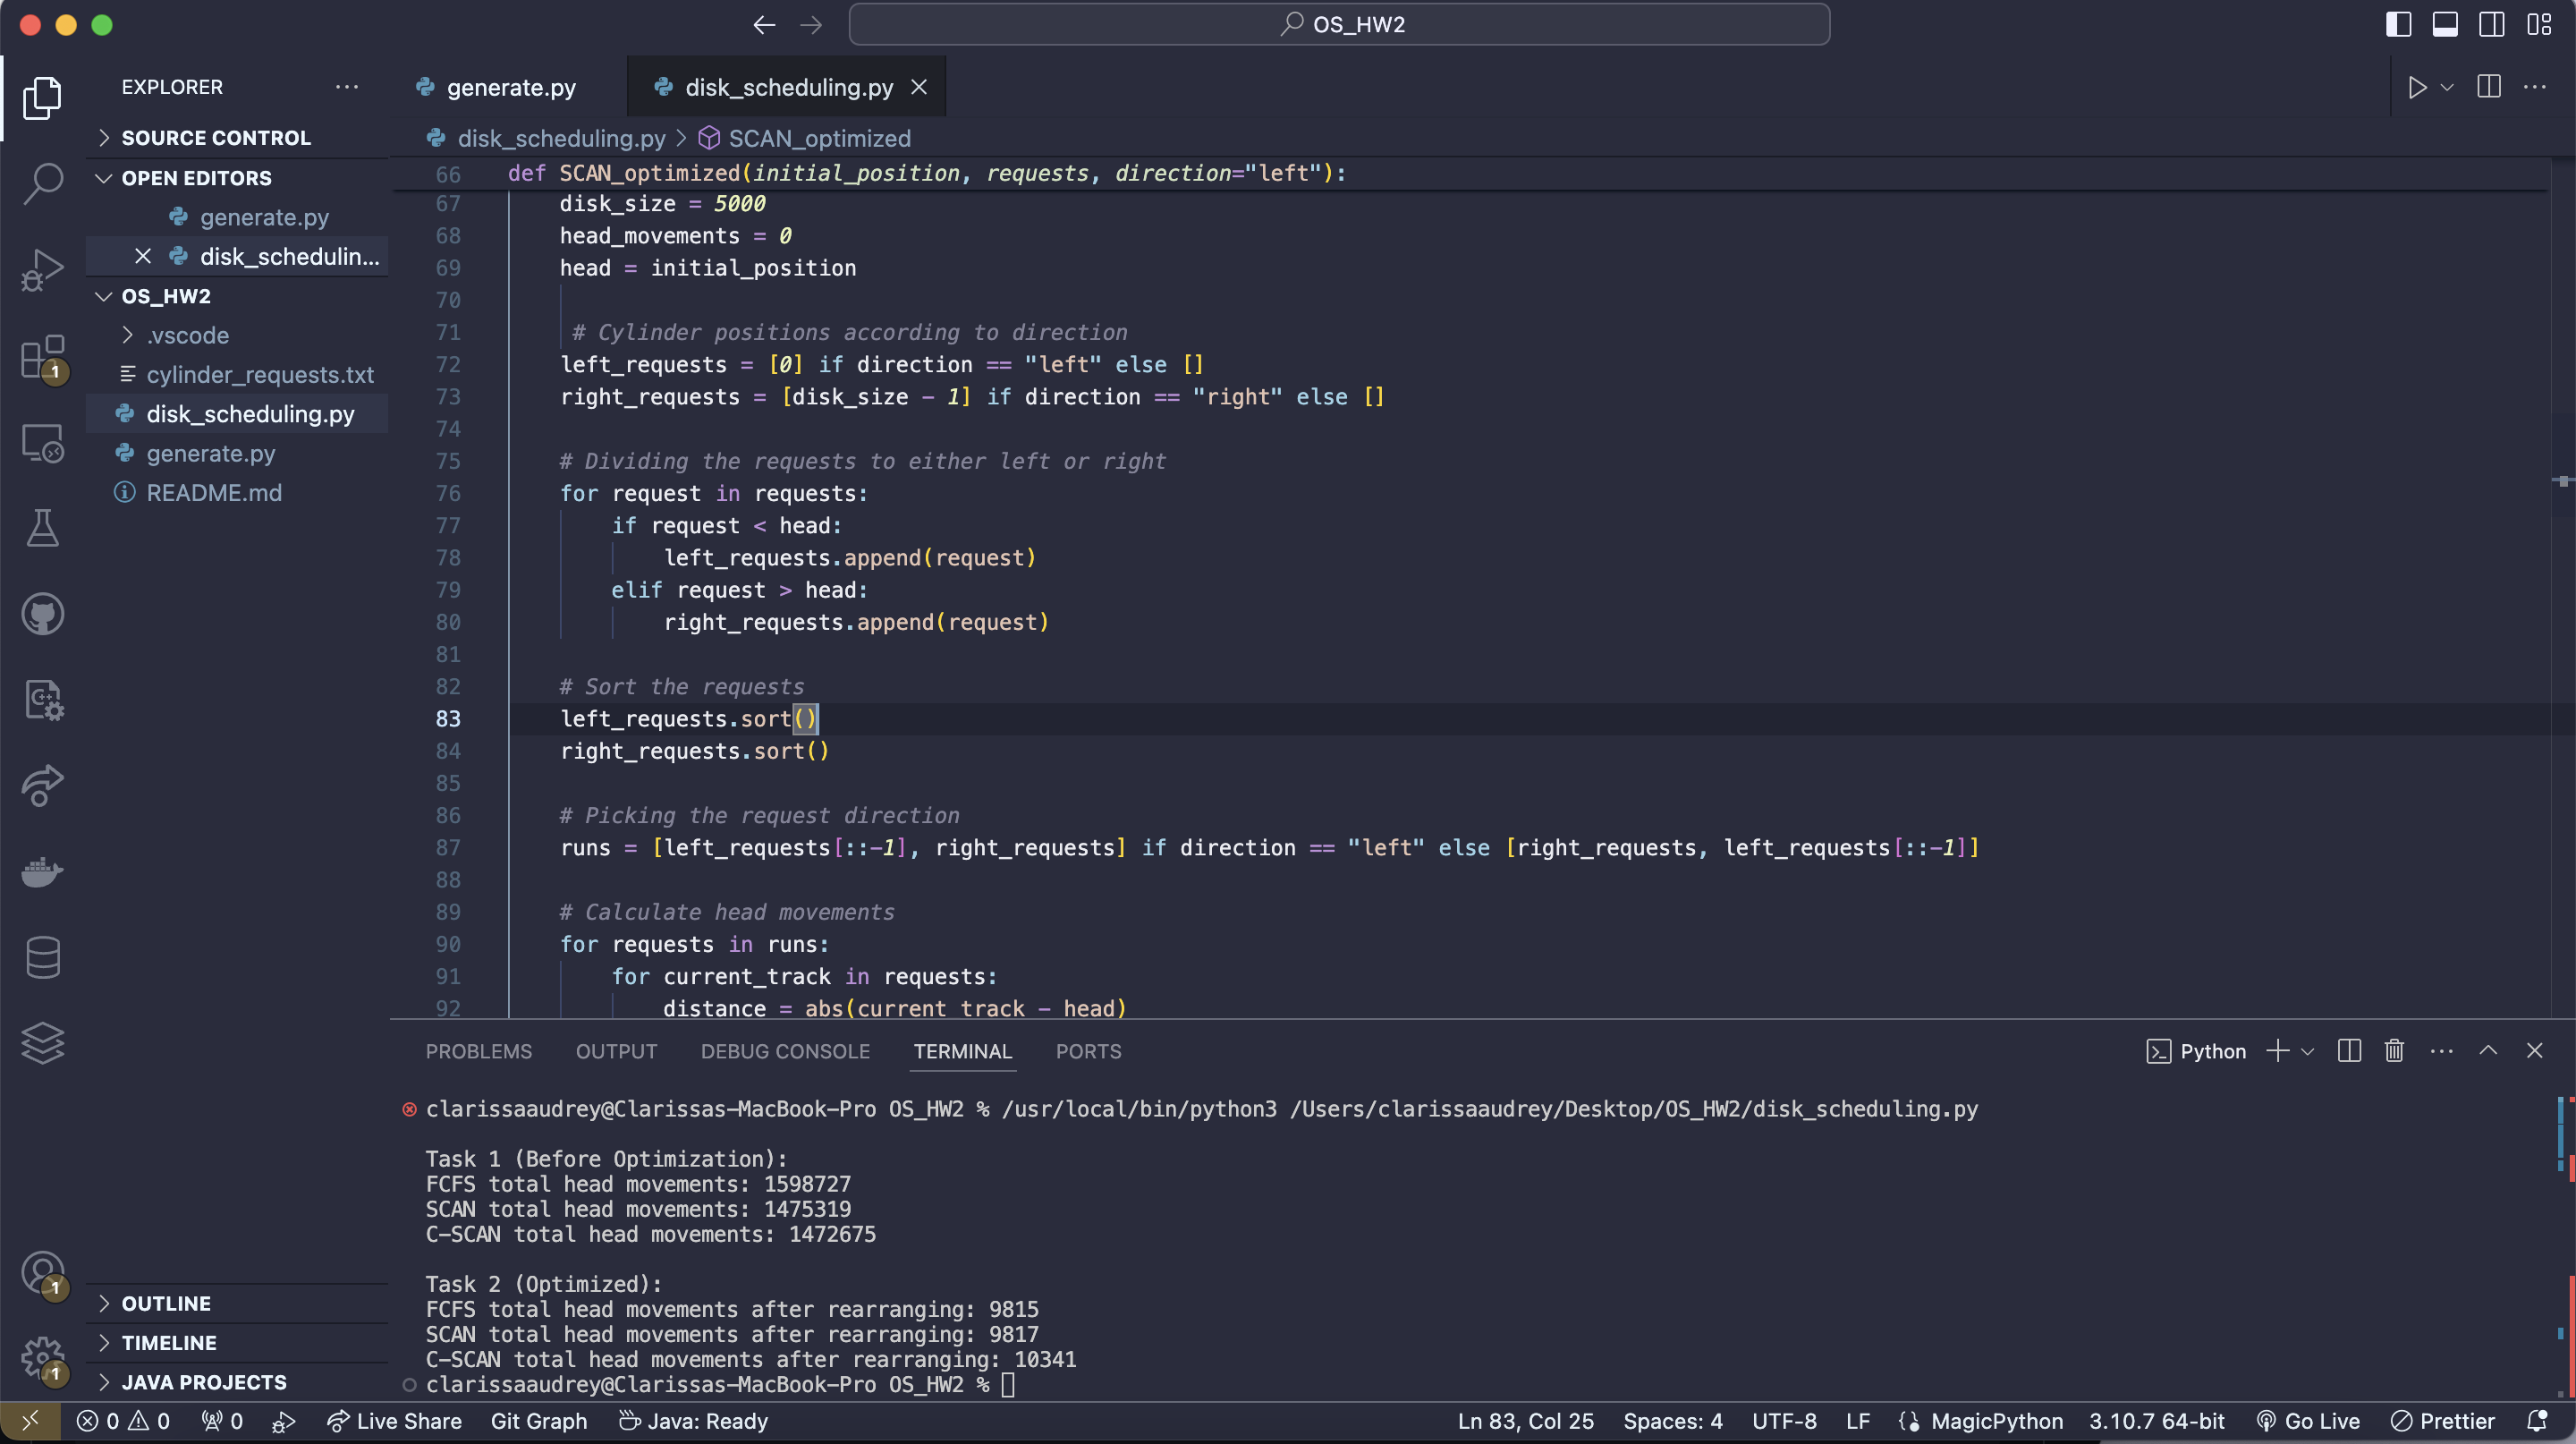 OS_HW2
EXPLORER
generate.py
disk_scheduling.py
SOURCE CONTROL
OPEN EDITORS
generate.py
disk_schedulin...
OS_HW2
.vscode
cylinder_requests.txt
disk_scheduling.py
generate.py
README.md
OUTLINE
TIMELINE
JAVA PROJECTS
1
1
1
disk_scheduling.py > SCAN_optimized
66 def SCAN_optimized(initial_position, requests, direction="left"):
67 disk_size = 5000
68 head_movements = 0
69 head = initial_position
70
71 # Cylinder positions according to direction
72 left_requests = [0] if direction == "left" else []
73 right_requests = [disk_size - 1] if direction == "right" else []
74
75 # Dividing the requests to either left or right
76 for request in requests:
77 if request < head:
78 left_requests.append(request)
79 elif request > head:
80 right_requests.append(request)
81
82 # Sort the requests
83 left_requests.sort()
84 right_requests.sort()
85
86 # Picking the request direction
87 runs = [left_requests[::-1], right_requests] if direction == "left" else [right_requests, left_requests[::-1]]
88
89 # Calculate head movements
90 for requests in runs:
91 for current_track in requests:
92 distance = abs(current_track - head)
PROBLEMS OUTPUT DEBUG CONSOLE TERMINAL PORTS
Python
clarissaaudrey@Clarissas-MacBook-Pro OS_HW2 % /usr/local/bin/python3 /Users/clarissaaudrey/Desktop/OS_HW2/disk_scheduling.py
Task 1 (Before Optimization):
FCFS total head movements: 1598727
SCAN total head movements: 1475319
C-SCAN total head movements: 1472675
Task 2 (Optimized):
FCFS total head movements after rearranging: 9815
SCAN total head movements after rearranging: 9817
C-SCAN total head movements after rearranging: 10341
clarissaaudrey@Clarissas-MacBook-Pro OS_HW2 %
0 0 0 Live Share Git Graph Java: Ready Ln 83, Col 25 Spaces: 4 UTF-8 LF MagicPython 3.10.7 64-bit Go Live Prettier